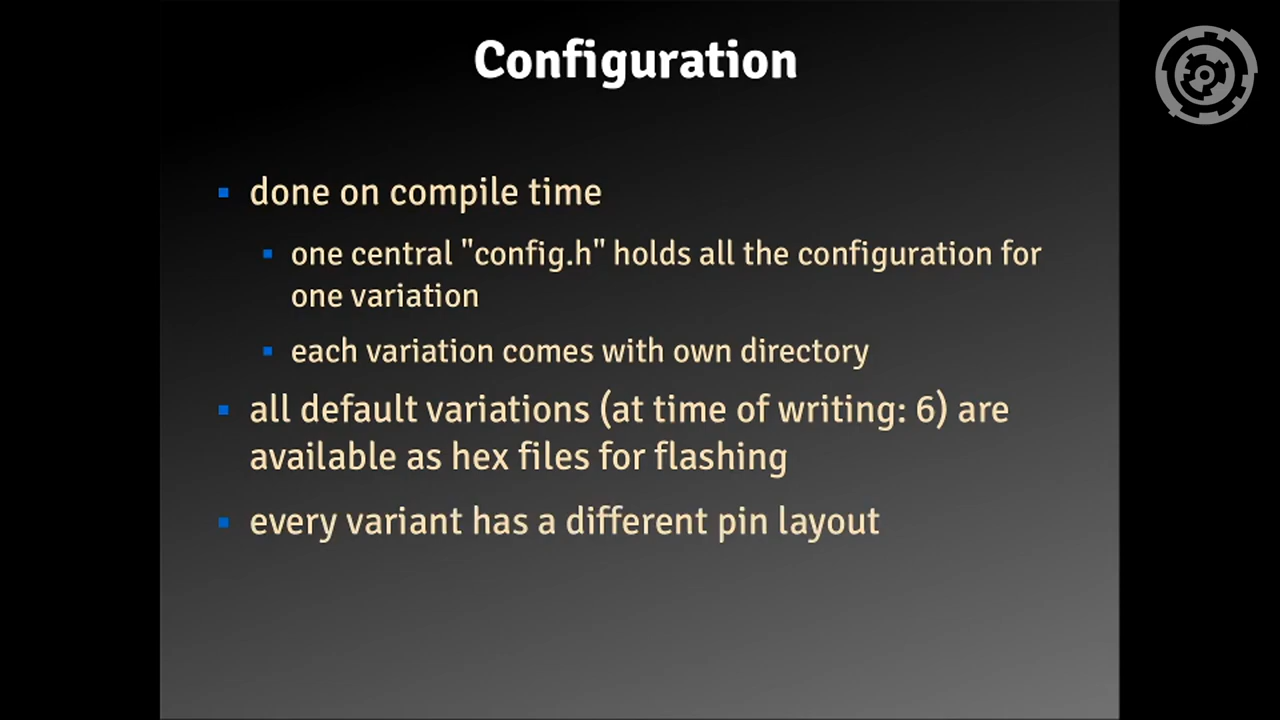 Configuration
done on compile time
one central "config.h" holds all the configuration for
one variation
each variation comes with own directory
all default variations (at time of writing: 6) are
available as hex files for flashing
every variant has a different pin layout